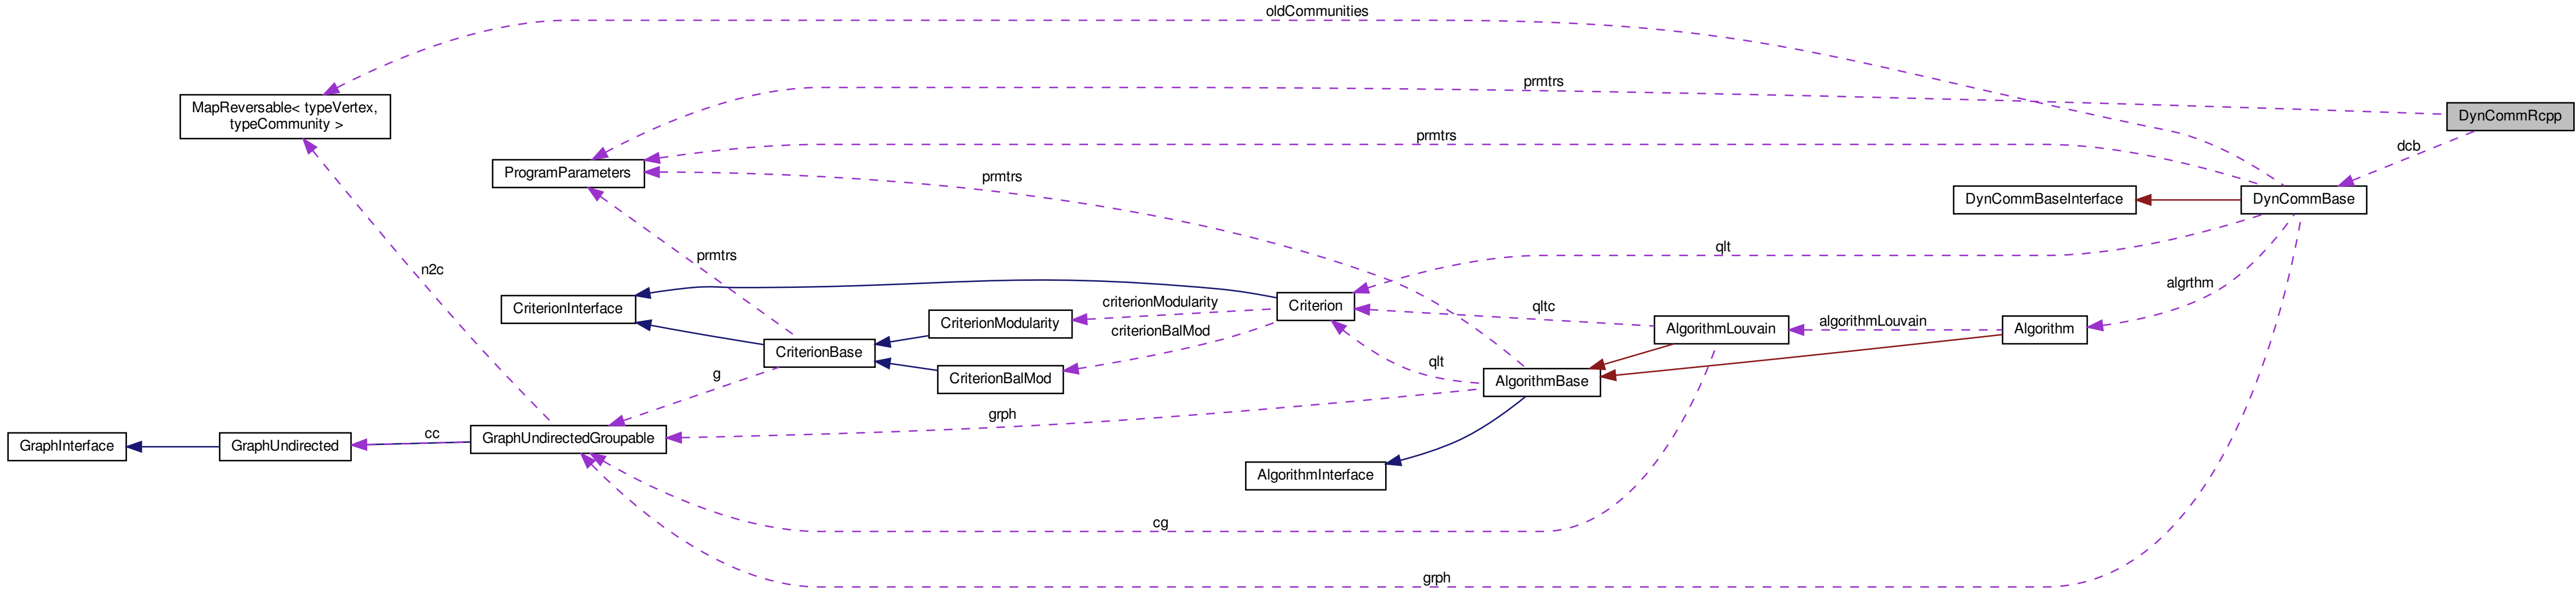 oldCommunities
prmtrs
MapReversable< typeVertex,
typeCommunity >
DynCommRcpp
prmtrs
dcb
ProgramParameters
prmtrs
DynCommBaseInterface
DynCommBase
qlt
prmtrs
n2c
algrthm
CriterionInterface
Criterion
criterionModularity
qltc
CriterionModularity
criterionBalMod
AlgorithmLouvain
algorithmLouvain
Algorithm
CriterionBase
qlt
g
CriterionBalMod
AlgorithmBase
grph
GraphInterface
GraphUndirected
cc
GraphUndirectedGroupable
AlgorithmInterface
cg
grph